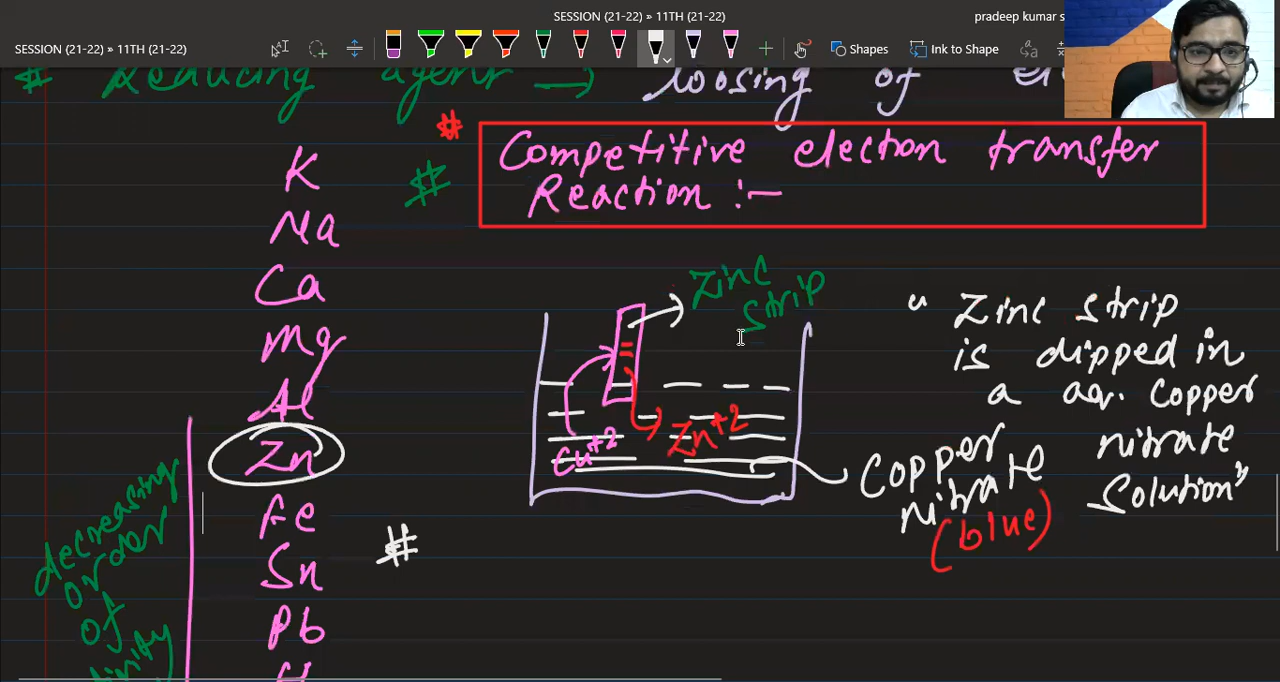 SESSION (21-22) » 11TH (21-22)
pradeep kumar s
SESSION (21-22) » 11TH (21-22)
Shapes
Ink to Shape
# Reducing agent → loosing of
# Competitive electron transfer
# Reaction :-
K
Na
Ca
Mg
Al
Zn
Fe
Sn
Pb
H
decreasing
order
of
Zinc
strip
Cu+2
Zn+2
Copper
nitrate
(blue)
" Zinc strip
is dipped in
a aq. Copper
nitrate
Solution"
#